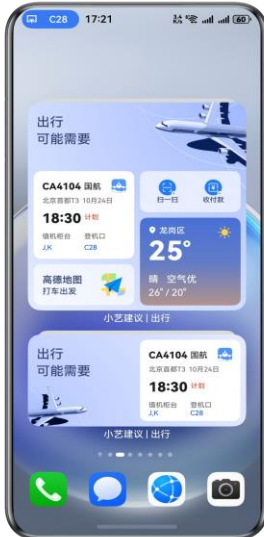 C28 17:21 60
出行
可能需要
CA4104 国航
北京首都T3 10月24日
18:30 计划
值机柜台 登机口
J,K C28
扫一扫 收付款
龙岗区
25°
晴 空气优
26°/20°
高德地图
打车出发
小艺建议 | 出行
出行
可能需要
CA4104 国航
北京首都T3 10月24日
18:30 计划
值机柜台 登机口
J,K C28
小艺建议 | 出行